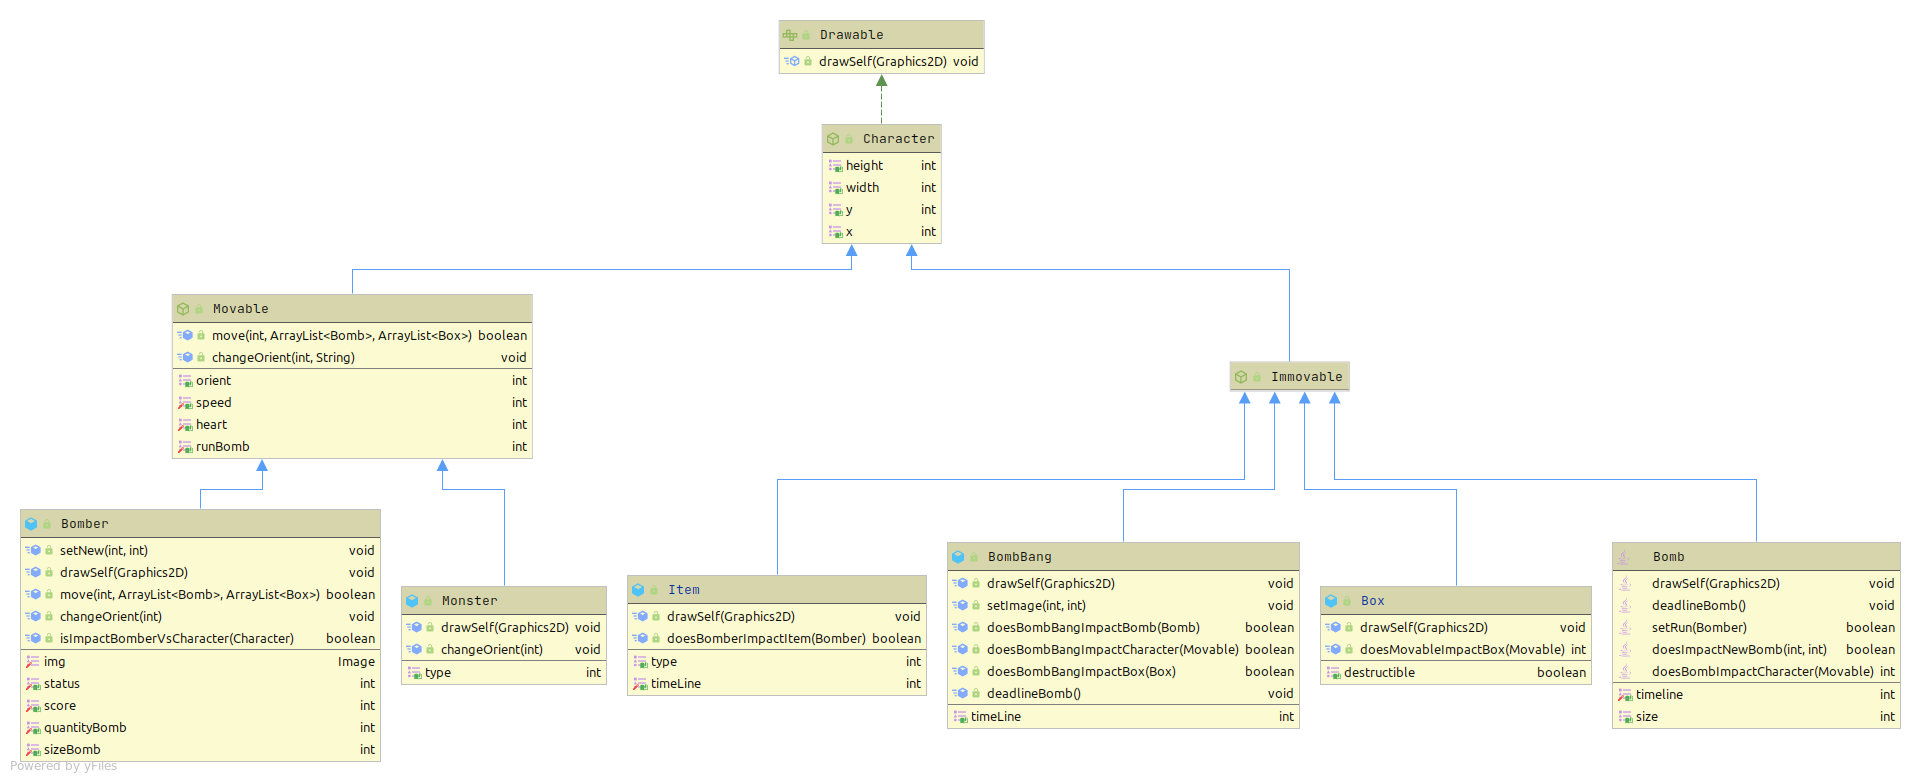 Drawable
drawSelf(Graphics2D) void
Character
height int
width int
y int
x int
Movable
move(int, ArrayList<Bomb>, ArrayList<Box>) boolean
changeOrient(int, String) void
orient int
speed int
heart int
runBomb int
Immovable
Bomber
setNew(int, int) void
drawSelf(Graphics2D) void
move(int, ArrayList<Bomb>, ArrayList<Box>) boolean
changeOrient(int) void
isImpactBomberVsCharacter(Character) boolean
img Image
status int
score int
quantityBomb int
sizeBomb int
Monster
drawSelf(Graphics2D) void
changeOrient(int) void
type int
Item
drawSelf(Graphics2D) void
doesBomberImpactItem(Bomber) boolean
type int
timeLine int
BombBang
drawSelf(Graphics2D) void
setImage(int, int) void
doesBombBangImpactBomb(Bomb) boolean
doesBombBangImpactCharacter(Movable) boolean
doesBombBangImpactBox(Box) boolean
deadlineBomb() void
timeLine int
Box
drawSelf(Graphics2D) void
doesMovableImpactBox(Movable) int
destructible boolean
Bomb
drawSelf(Graphics2D) void
deadlineBomb() void
setRun(Bomber) boolean
doesImpactNewBomb(int, int) boolean
doesBombImpactCharacter(Movable) int
timeline int
size int
Powered by yFiles